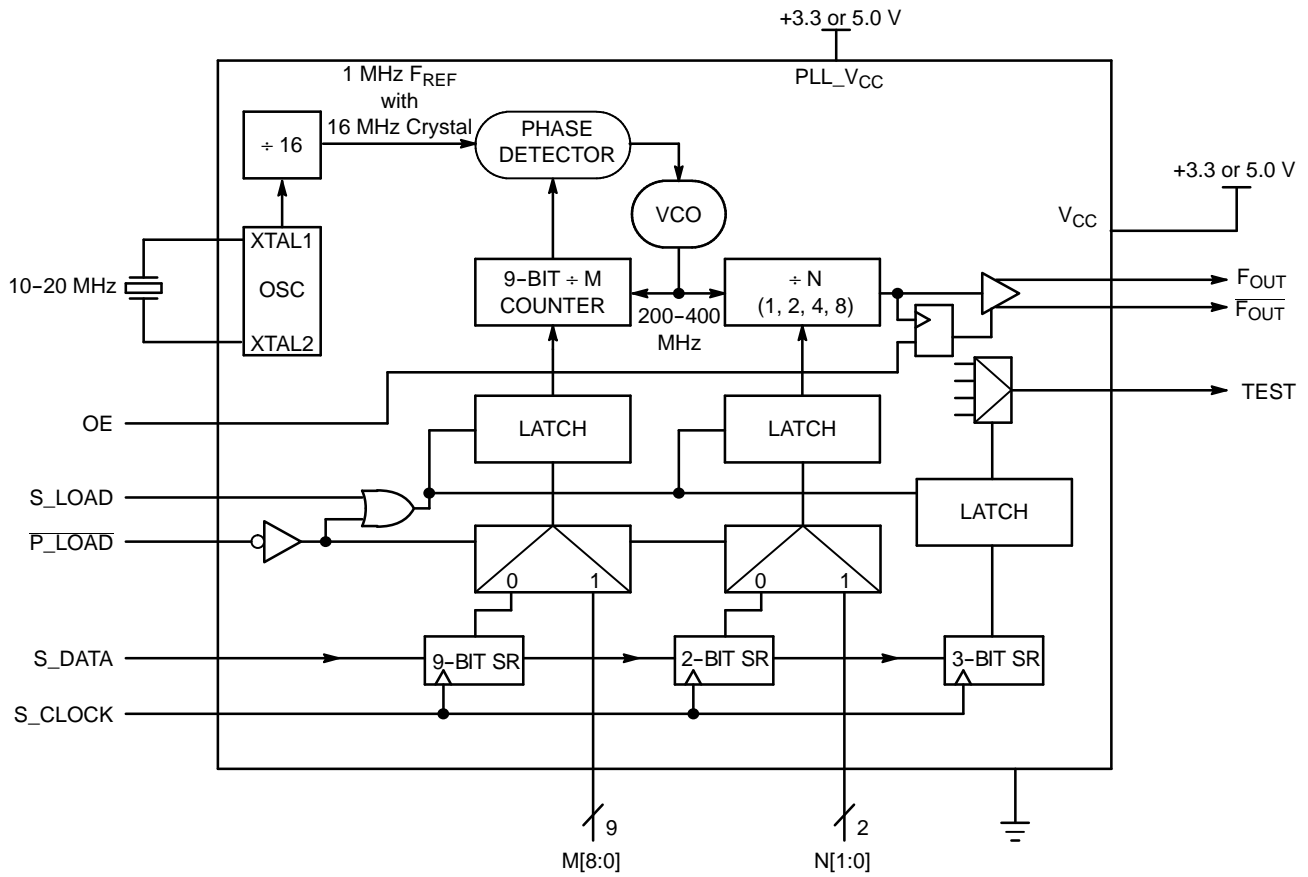 +3.3 or 5.0 V
PLL_VCC
1 MHz FREF
with
16 MHz Crystal
÷ 16
PHASE
DETECTOR
VCO
+3.3 or 5.0 V
VCC
XTAL1
OSC
XTAL2
10−20 MHz
9−BIT ÷ M
COUNTER
200−400
MHz
÷ N
(1, 2, 4, 8)
FOUT
FOUT
TEST
OE
LATCH
LATCH
S_LOAD
P_LOAD
LATCH
0 1
0 1
S_DATA
9−BIT SR
2−BIT SR
3−BIT SR
S_CLOCK
9
2
M[8:0]
N[1:0]